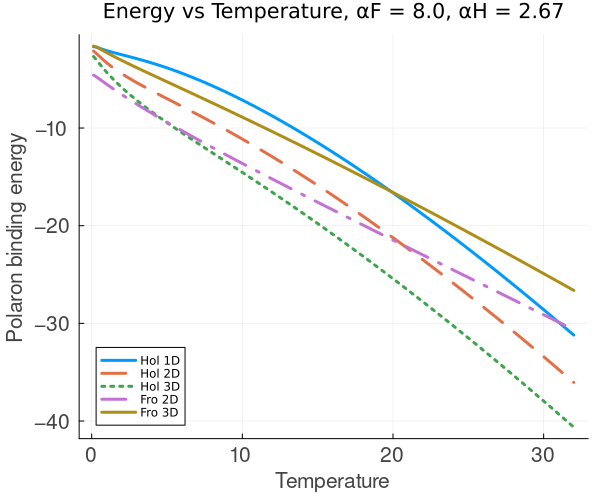 Energy vs Temperature, αF = 8.0, αH = 2.67
Polaron binding energy
−10
−20
−30
−40
Hol 1D
Hol 2D
Hol 3D
Fro 2D
Fro 3D
0 10 20 30
Temperature